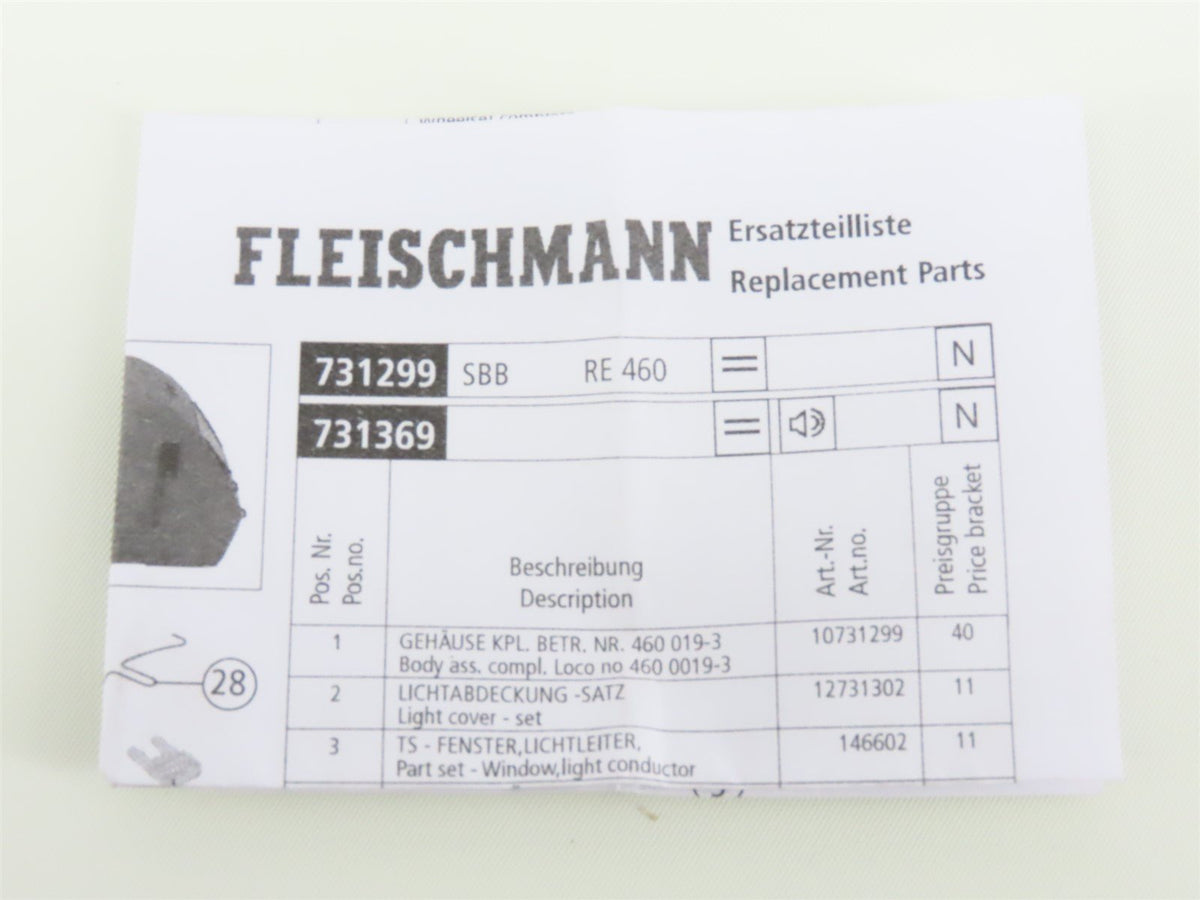 FLEISCHMANN
Ersatzteilliste
Replacement Parts
731299 SBB RE 460 N
731369 N
Pos. Nr.
Pos.no.
Beschreibung
Description
Art.-Nr.
Art.no.
Preisgruppe
Price bracket
1 GEHÄUSE KPL. BETR. NR. 460 019-3 10731299 40
Body äss. compl. Loco no 460 0019-3
2 LICHTABDECKUNG -SATZ 12731302 11
Light cover - set
3 TS - FENSTER,LICHTLEITER, 146602 11
Part set - Window,light conductor
28